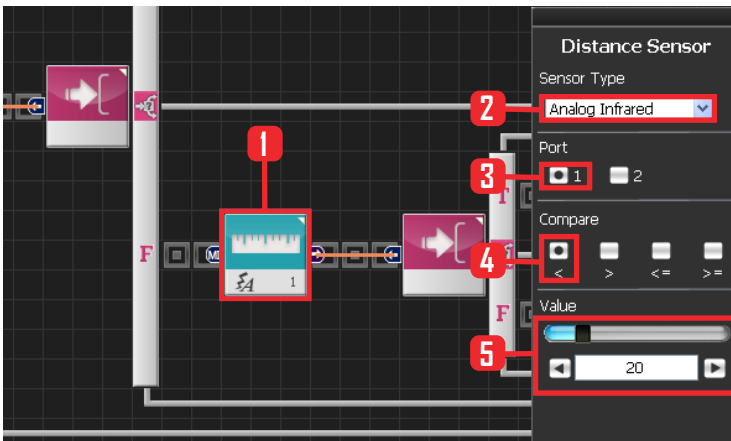 Distance Sensor
Sensor Type
2
Analog Infrared
1
Port
3
1 2
T
Compare
F
4
< > <= >=
A 1
Value
F
5
20